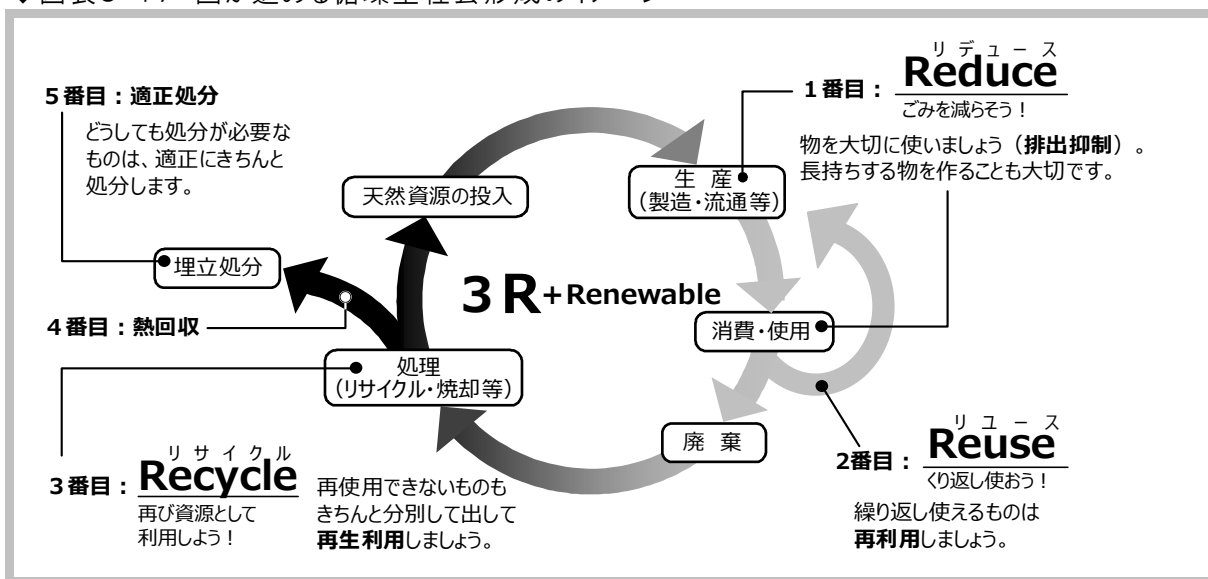 リデュース
1番目：Reduce
ごみを減らそう！
物を大切に使いましょう（排出抑制）。
長持ちする物を作ることも大切です。
5番目：適正処分
どうしても処分が必要な
ものは、適正にきちんと
処分します。
天然資源の投入
生 産
（製造・流通等）
埋立処分
3R+Renewable
4番目：熱回収
消費・使用
処理
（リサイクル・焼却等）
廃 棄
リユース
2番目：Reuse
くり返し使おう！
繰り返し使えるものは
再利用しましょう。
リサイクル
3番目：Recycle
再び資源として
利用しよう！
再使用できないものも
きちんと分別して出して
再生利用しましょう。